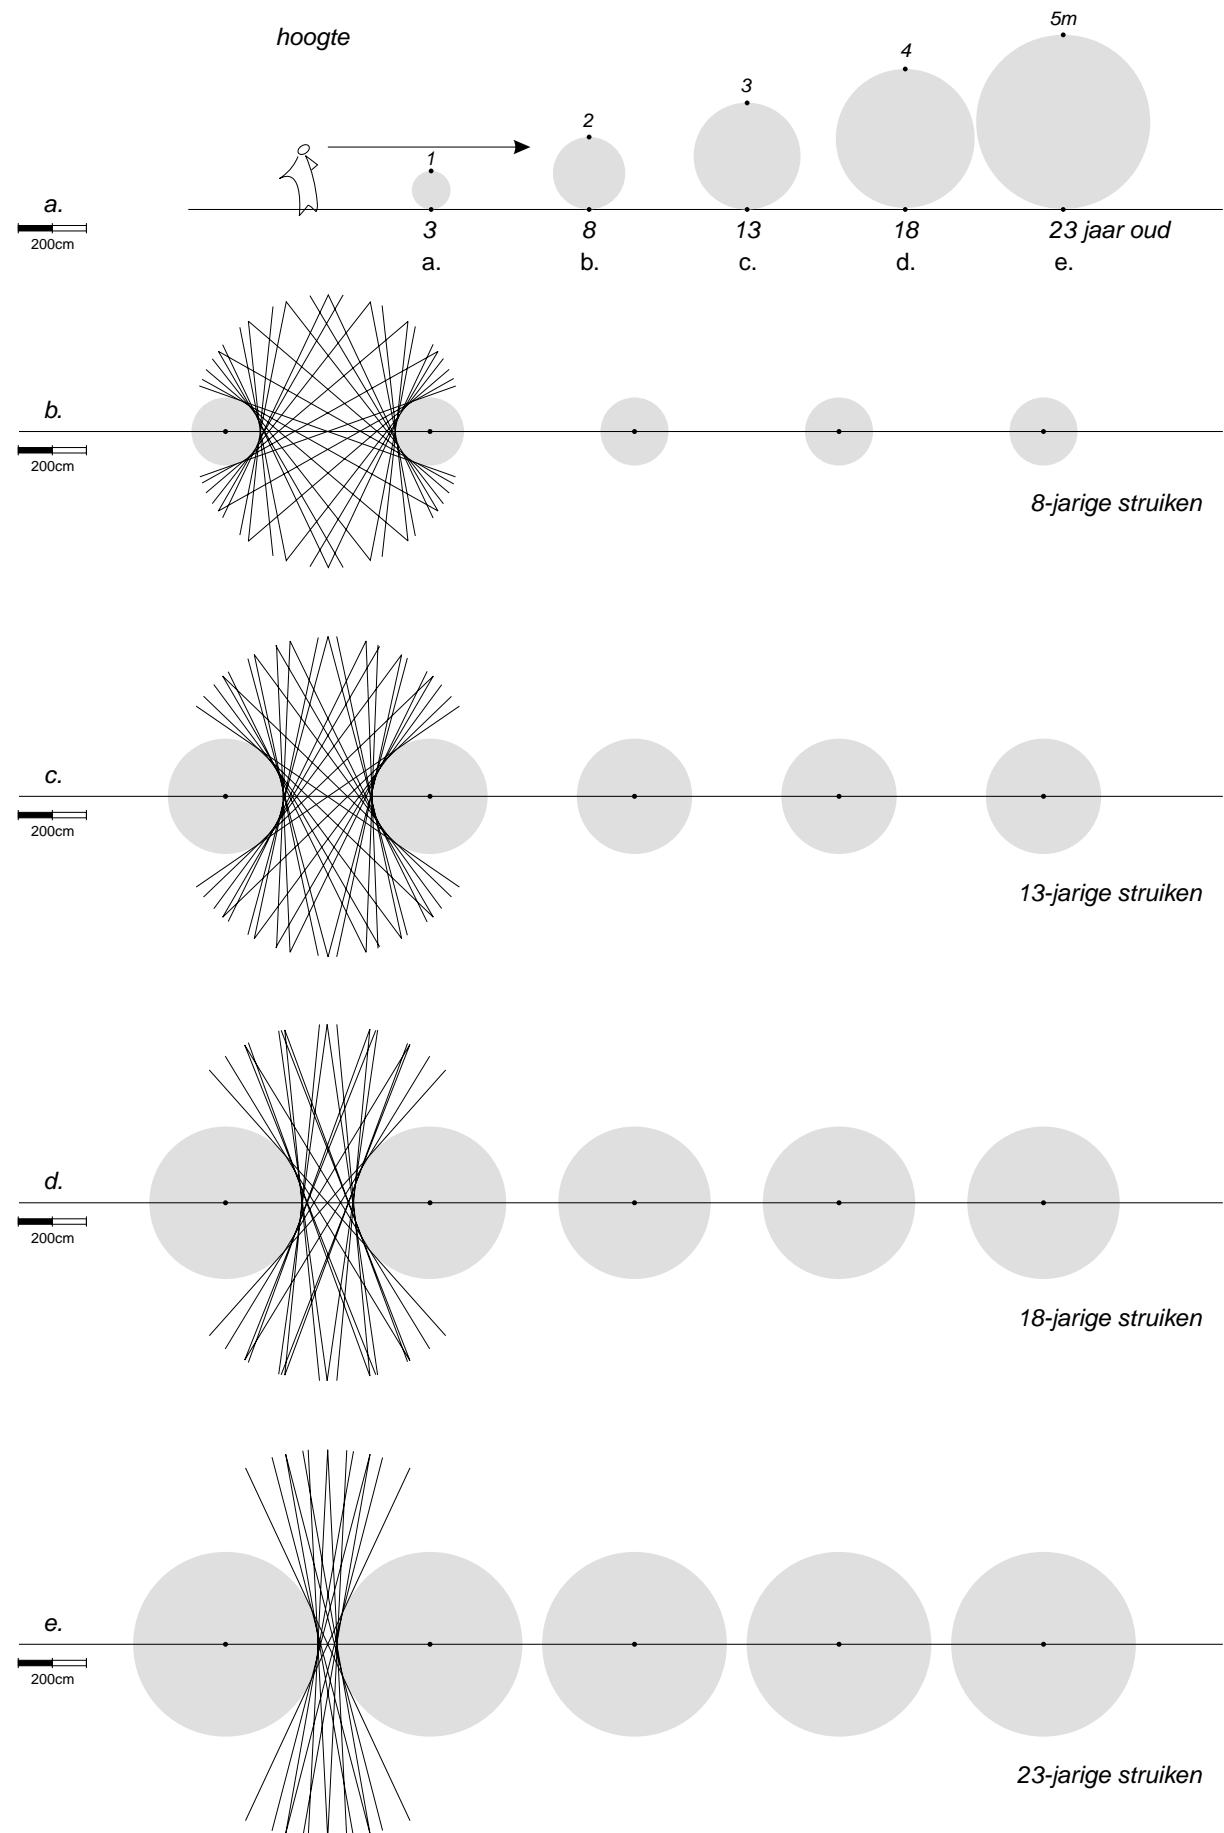 hoogte
5m
4
3
2
1
a.
200cm
3 8 13 18 23 jaar oud
a. b. c. d. e.
b.
200cm
8-jarige struiken
c.
200cm
13-jarige struiken
d.
200cm
18-jarige struiken
e.
200cm
23-jarige struiken